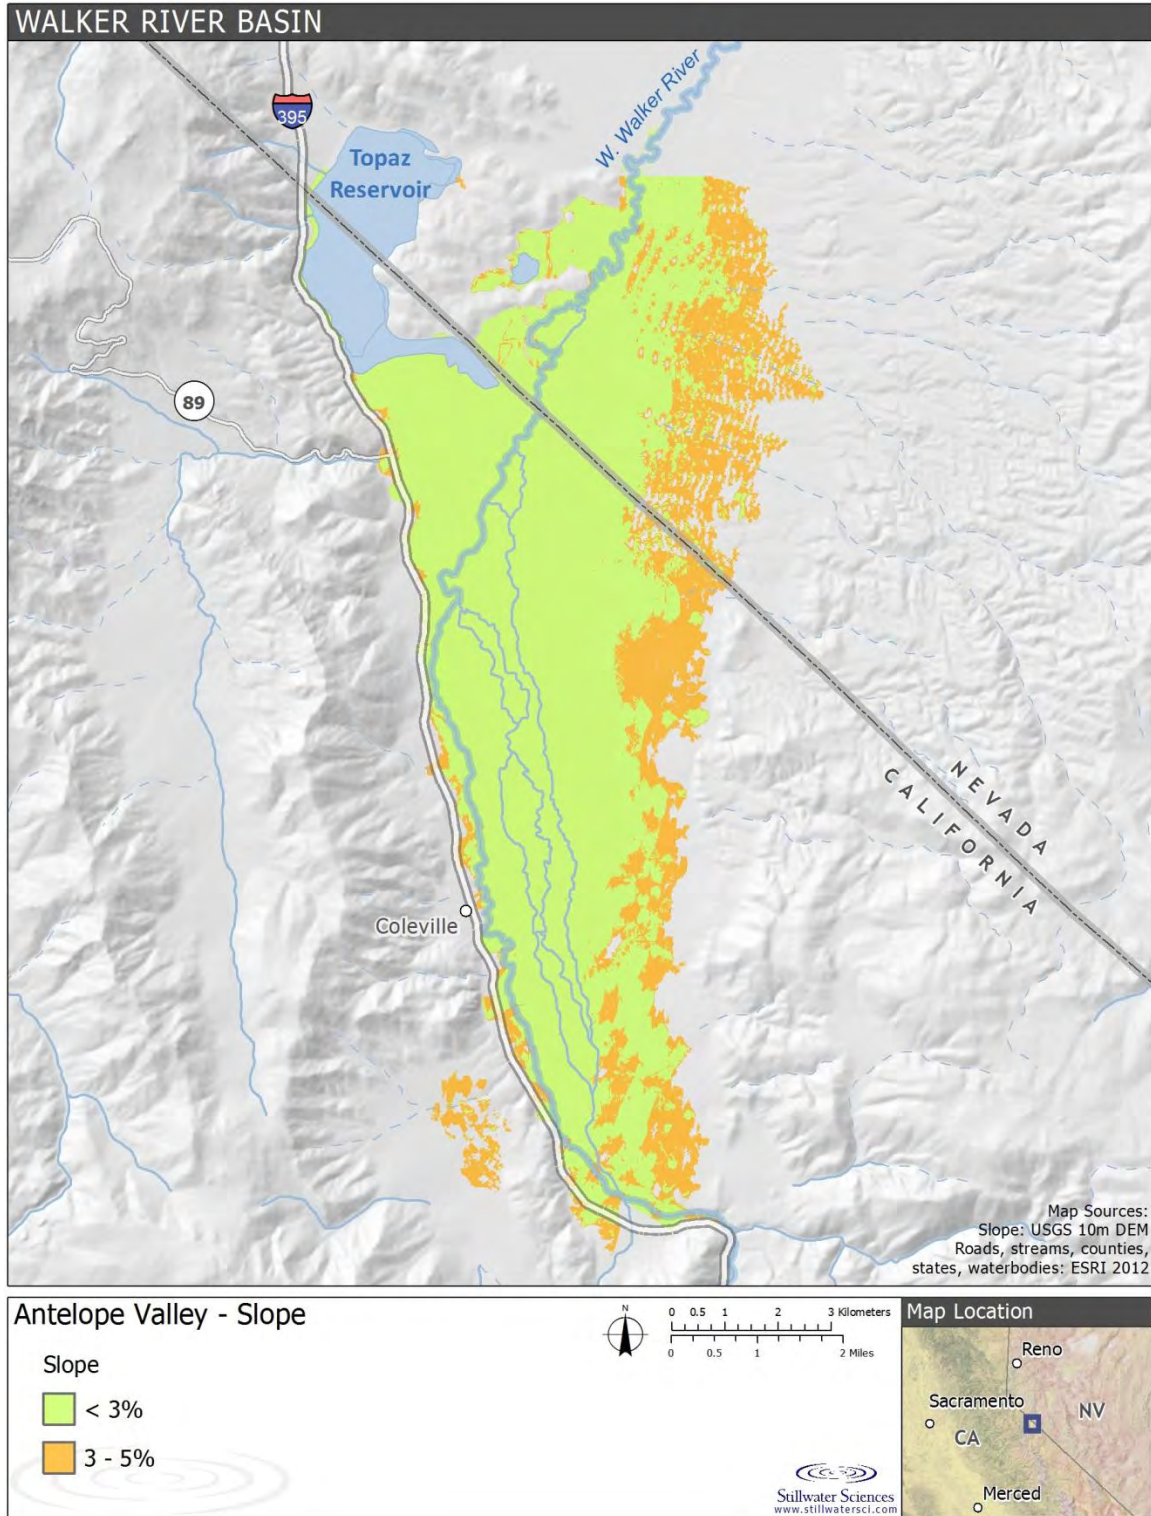 WALKER RIVER BASIN
395
W. Walker River
Topaz
Reservoir
89
NEVADA
CALIFORNIA
Coleville
Map Sources:
Slope: USGS 10m DEM
Roads, streams, counties,
states, waterbodies: ESRI 2012
Antelope Valley - Slope
Slope
< 3%
3 - 5%
N
0 0.5 1 2 3 Kilometers
0 0.5 1 2 Miles
Stillwater Sciences
www.stillwatersci.com
Map Location
Reno
Sacramento
NV
CA
Merced